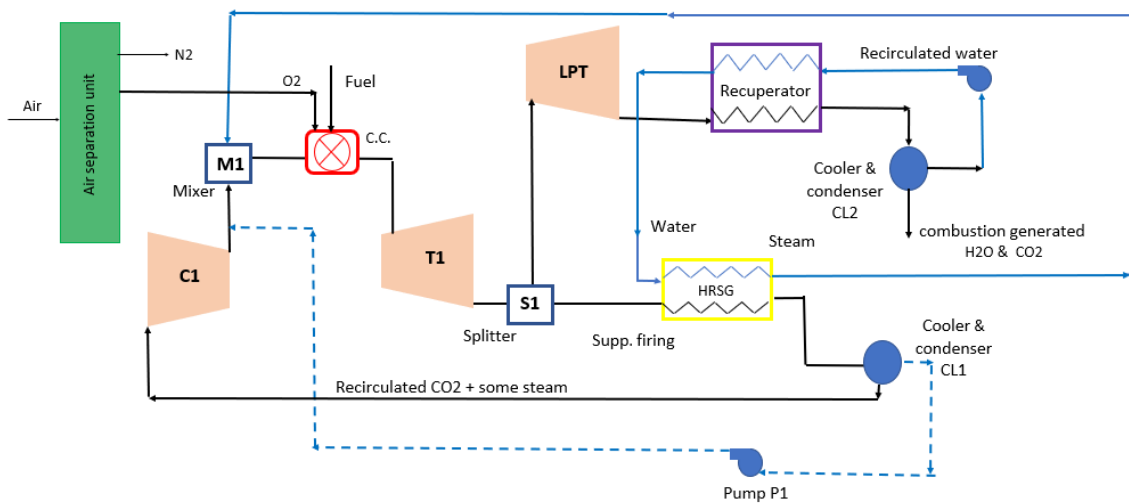 Air
Air separation unit
N2
O2
Fuel
C.C.
M1
Mixer
C1
T1
S1
Splitter
LPT
Recuperator
Recirculated water
Cooler &
condenser
CL2
combustion generated
H2O & CO2
Water
Steam
HRSG
Supp. firing
Cooler &
condenser
CL1
Recirculated CO2 + some steam
Pump P1